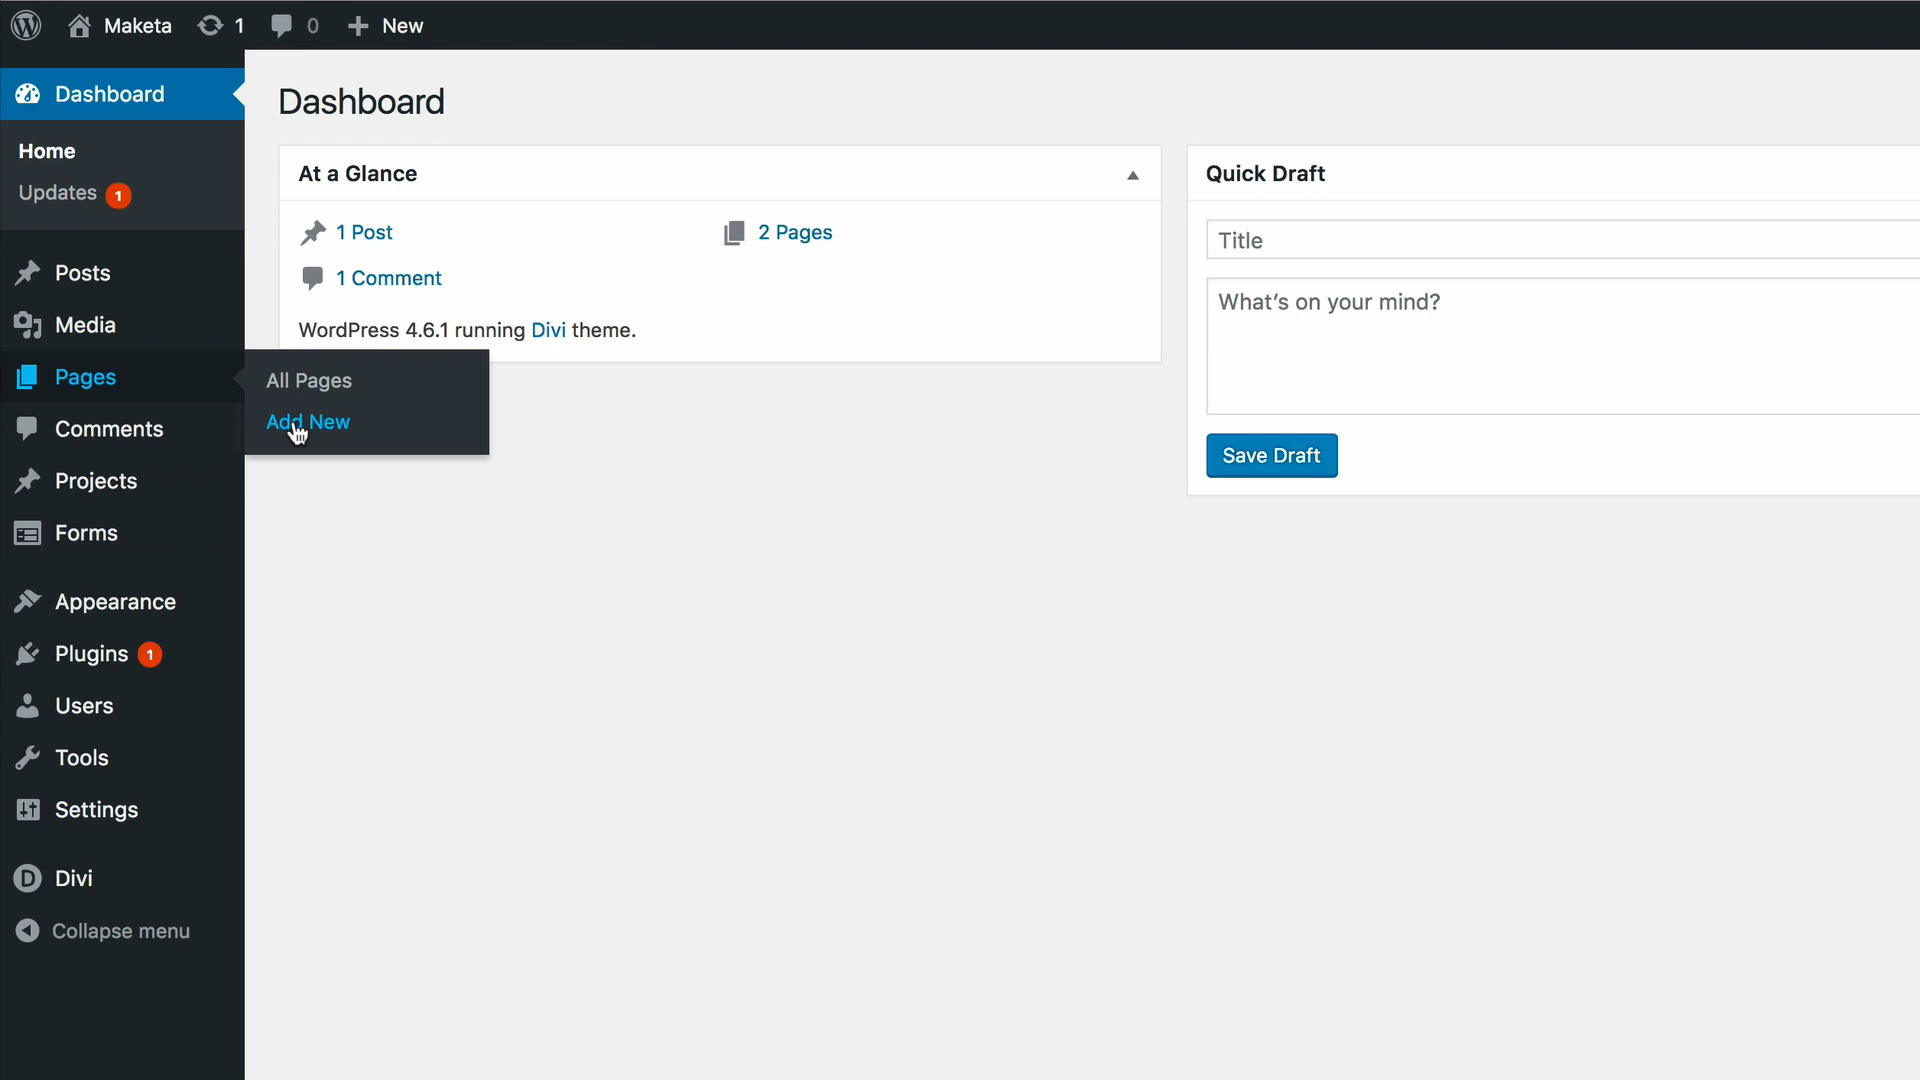 Maketa 1 0 New
Dashboard
Home
Updates 1
Posts
Media
Pages
Comments
Projects
Forms
Appearance
Plugins 1
Users
Tools
Settings
D Divi
Collapse menu
All Pages
Add New
Dashboard
At a Glance
1 Post
2 Pages
1 Comment
WordPress 4.6.1 running Divi theme.
Quick Draft
Title
What's on your mind?
Save Draft